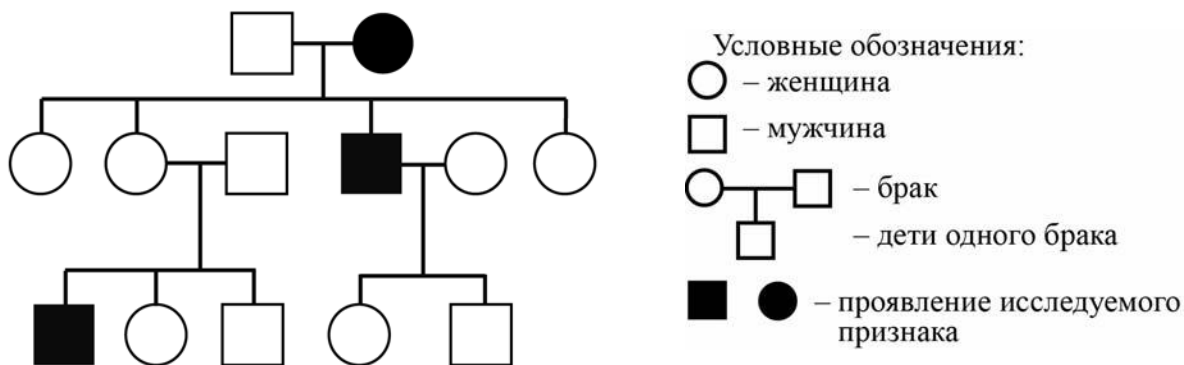 Условные обозначения:
– женщина
– мужчина
– брак
– дети одного брака
– проявление исследуемого
признака